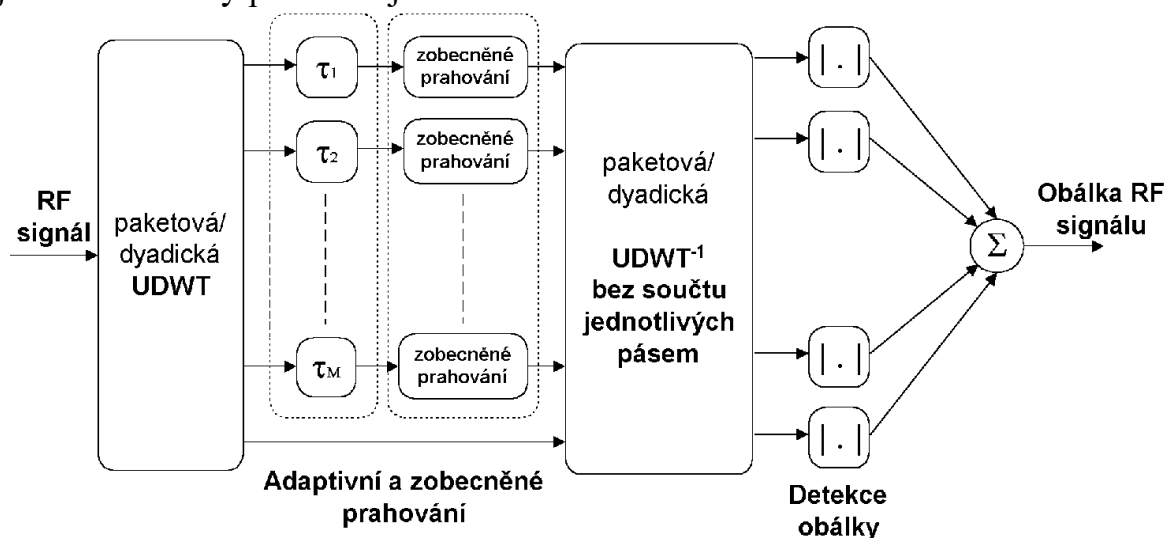 RF
signál
paketová/
dyadická
UDWT
τ1
τ2
τM
zobecněné
prahování
zobecněné
prahování
zobecněné
prahování
Adaptivní a zobecněné
prahování
paketová/
dyadická
UDWT-1
bez součtu
jednotlivých
pásem
| . |
| . |
| . |
| . |
Detekce
obálky
Σ
Obálka RF
signálu